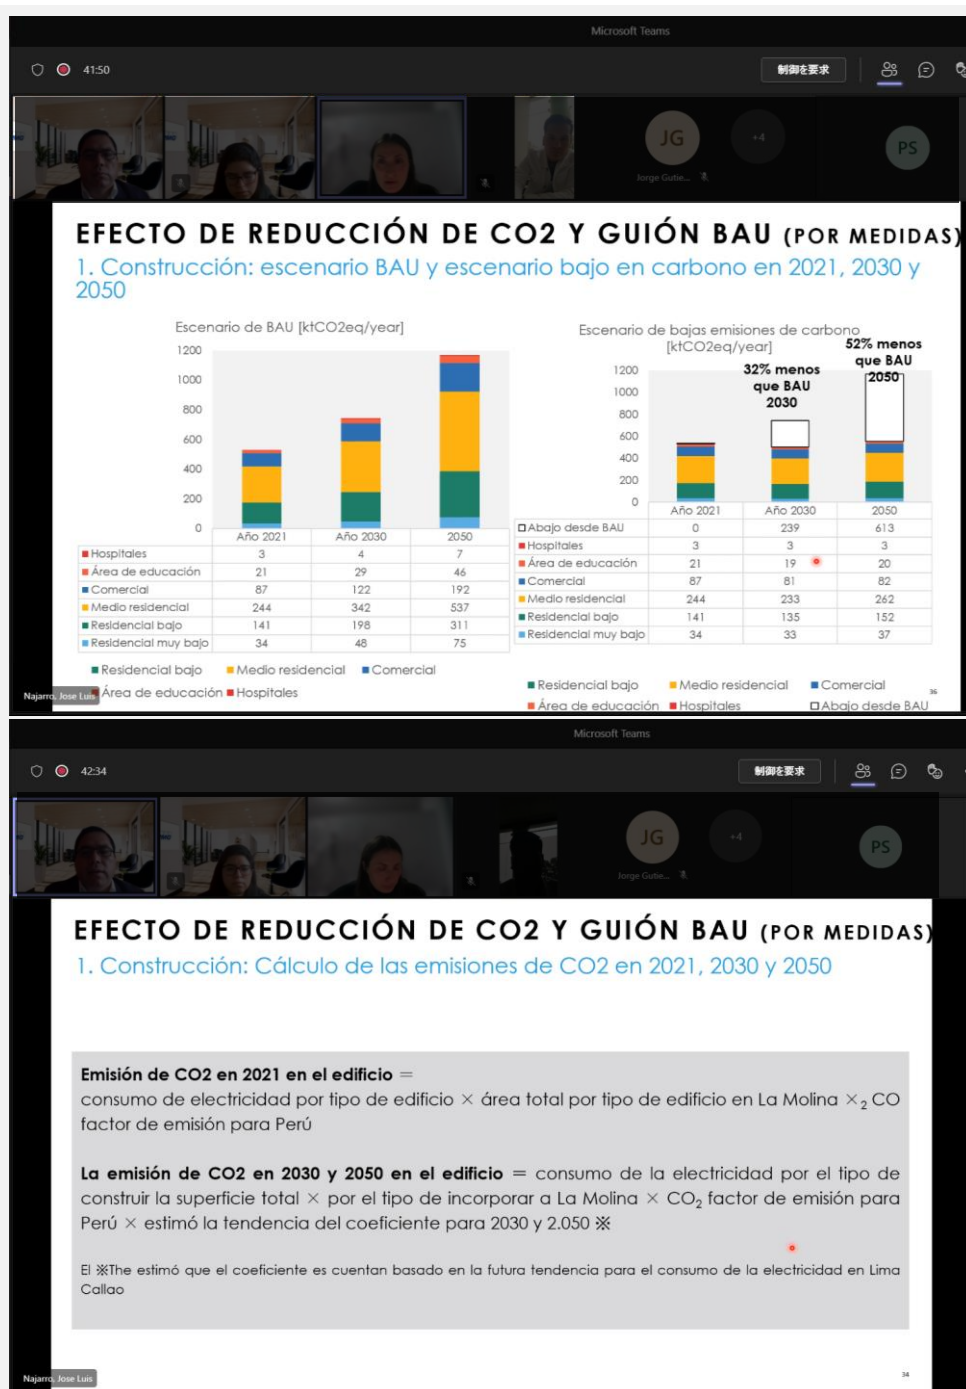 Microsoft Teams
41:50
制御を要求
JG
+4
PS
Jorge Gutie...
EFECTO DE REDUCCIÓN DE CO2 Y GUIÓN BAU (POR MEDIDAS)
1. Construcción: escenario BAU y escenario bajo en carbono en 2021, 2030 y
2050
Escenario de BAU [ktCO2eq/year]
1200
1000
800
600
400
200
0
Año 2021 Año 2030 2050
Hospitales 3 4 7
Área de educación 21 29 46
Comercial 87 122 192
Medio residencial 244 342 537
Residencial bajo 141 198 311
Residencial muy bajo 34 48 75
Residencial bajo Medio residencial Comercial
Área de educación Hospitales
Escenario de bajas emisiones de carbono
[ktCO2eq/year]
32% menos
que BAU
2030
52% menos
que BAU
2050
1200
1000
800
600
400
200
0
Año 2021 Año 2030 2050
Abajo desde BAU 0 239 613
Hospitales 3 3 3
Área de educación 21 19 20
Comercial 87 81 82
Medio residencial 244 233 262
Residencial bajo 141 135 152
Residencial muy bajo 34 33 37
Residencial bajo Medio residencial Comercial
Área de educación Hospitales Abajo desde BAU
36
Najarro, Jose Luis
Microsoft Teams
42:34
制御を要求
JG
+4
PS
Jorge Gutie...
EFECTO DE REDUCCIÓN DE CO2 Y GUIÓN BAU (POR MEDIDAS)
1. Construcción: Cálculo de las emisiones de CO2 en 2021, 2030 y 2050
Emisión de CO2 en 2021 en el edificio =
consumo de electricidad por tipo de edificio × área total por tipo de edificio en La Molina ×₂ CO
factor de emisión para Perú
La emisión de CO2 en 2030 y 2050 en el edificio = consumo de la electricidad por el tipo de
construir la superficie total × por el tipo de incorporar a La Molina × CO₂ factor de emisión para
Perú × estimó la tendencia del coeficiente para 2030 y 2.050 ※
El ※The estimó que el coeficiente es cuentan basado en la futura tendencia para el consumo de la electricidad en Lima
Callao
34
Najarro, Jose Luis